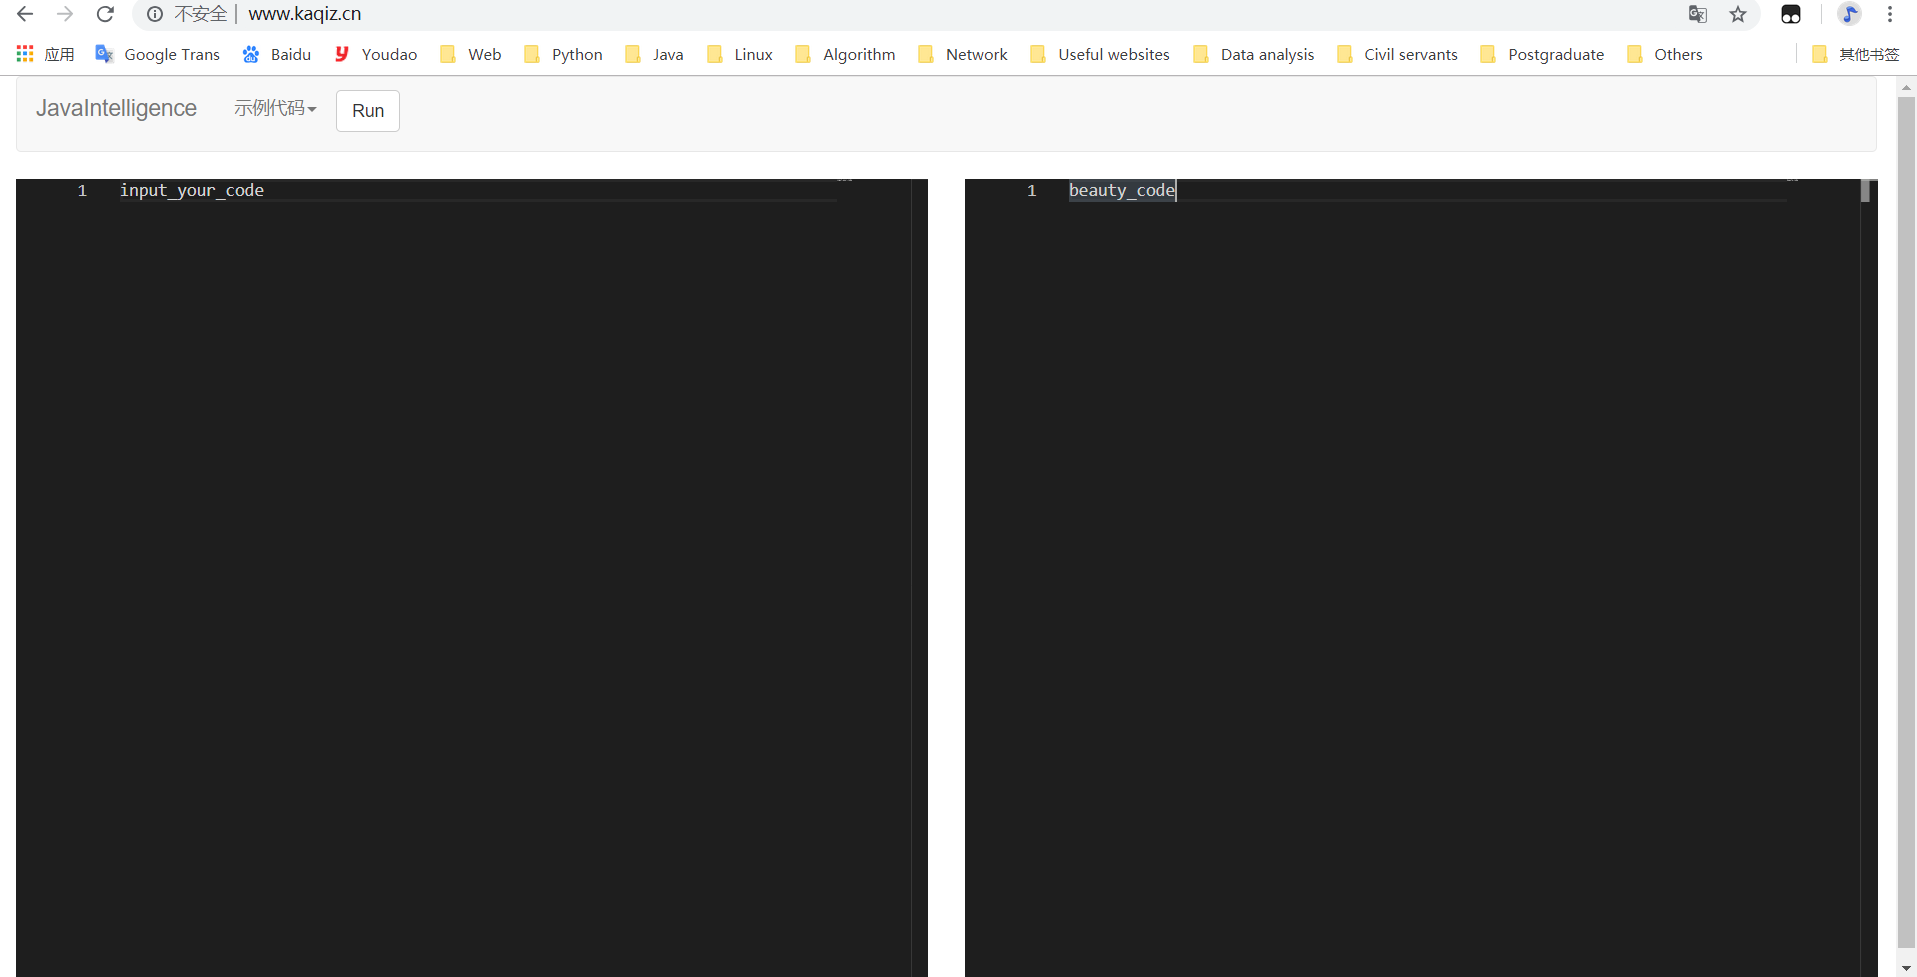 不安全 | www.kaqiz.cn
应用 Google Trans Baidu Youdao Web Python Java Linux Algorithm Network Useful websites Data analysis Civil servants Postgraduate Others 其他书签
JavaIntelligence 示例代码 Run
1 input_your_code
1 beauty_code